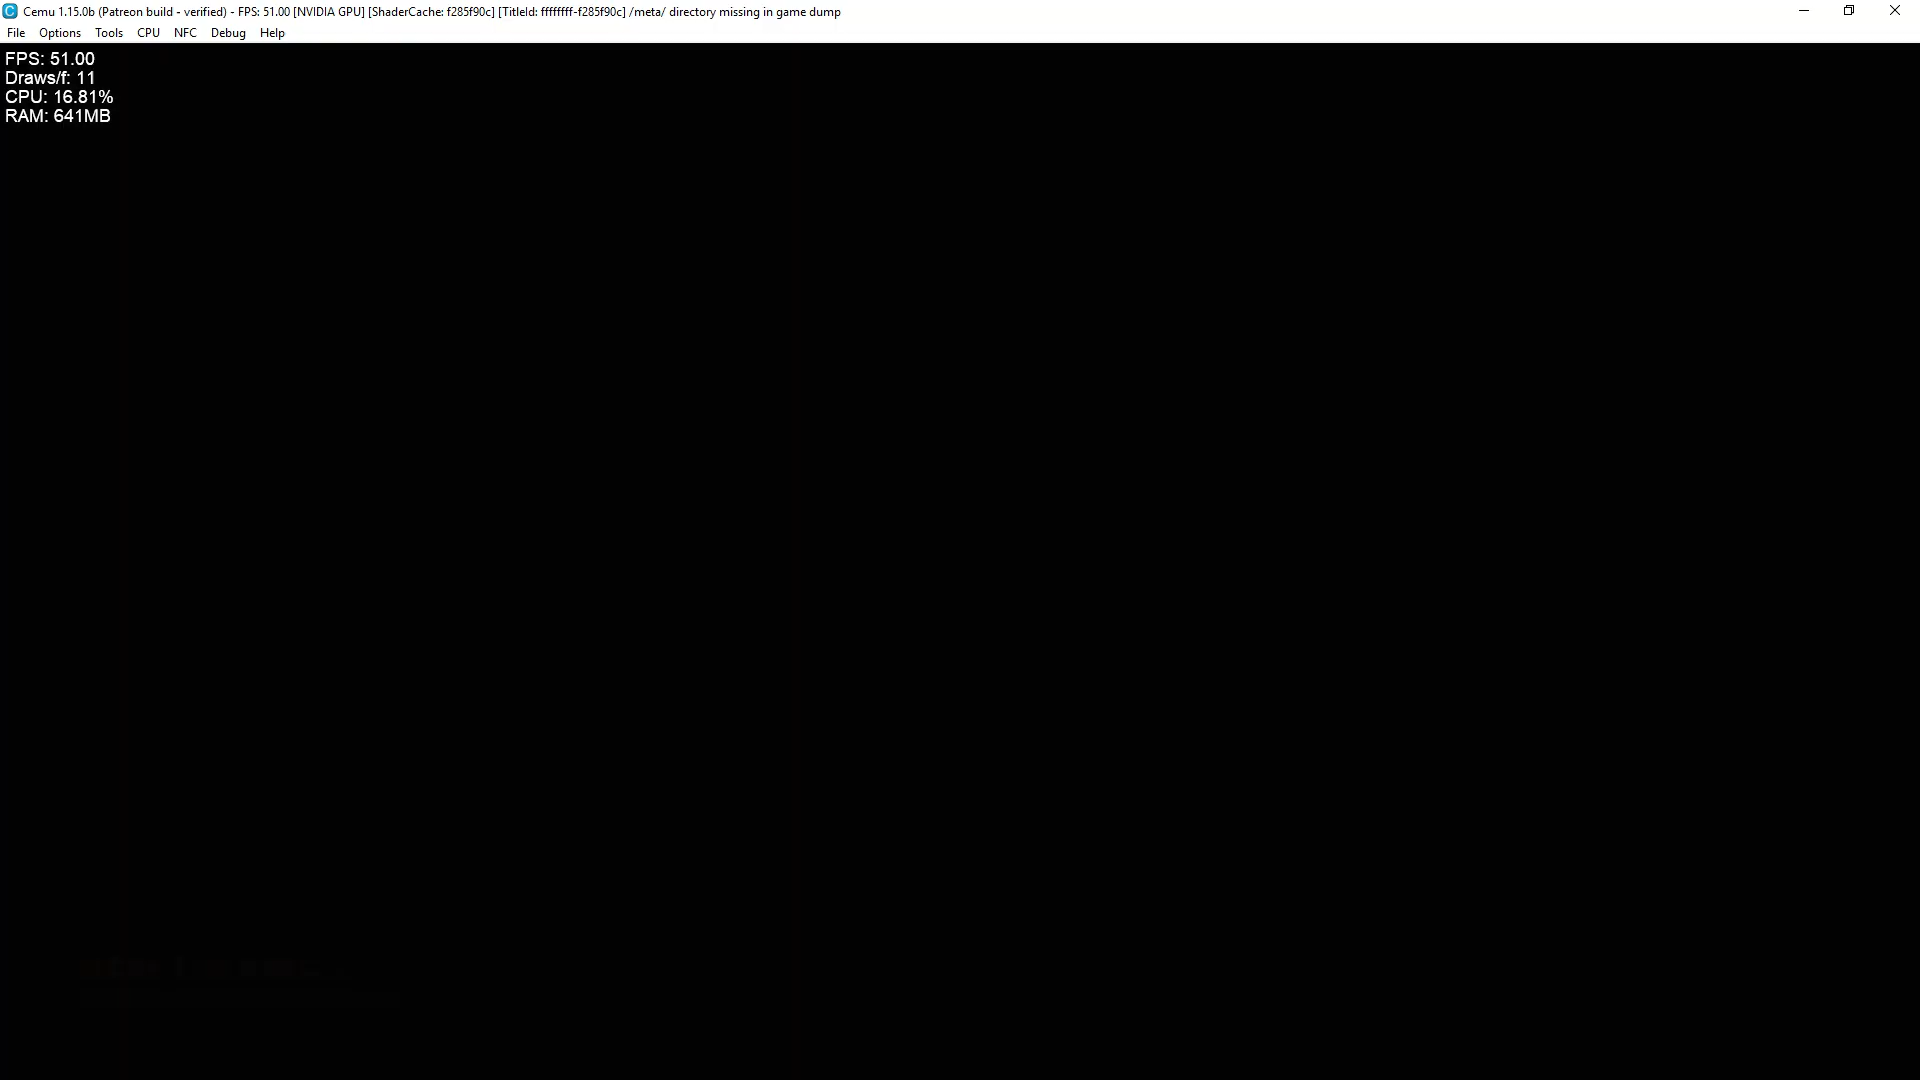 Cemu 1.15.0b (Patreon build - verified) - FPS: 51.00 [NVIDIA GPU] [ShaderCache: f285f90c] [TitleId: ffffffff-f285f90c] /meta/ directory missing in game dump
File Options Tools CPU NFC Debug Help
FPS: 51.00
Draws/f: 11
CPU: 16.81%
RAM: 641MB